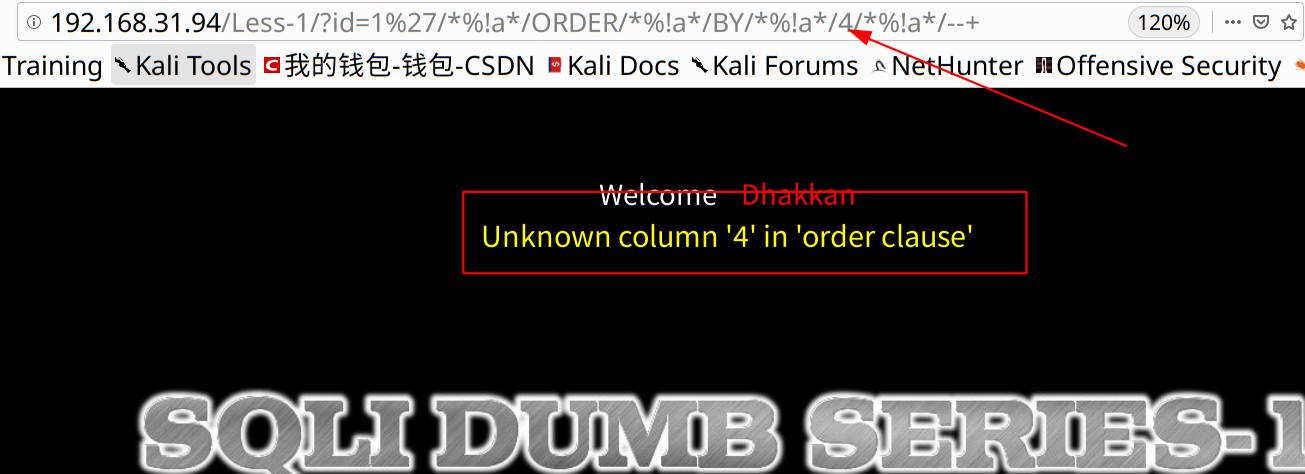 192.168.31.94/Less-1/?id=1%27/*%!a*/ORDER/*%!a*/BY/*%!a*/4/*%!a*/--+ 120%
Training Kali Tools 我的钱包-钱包-CSDN Kali Docs Kali Forums NetHunter Offensive Security
Welcome Dhakkan
Unknown column '4' in 'order clause'
SQLI DUMB SERIES-1